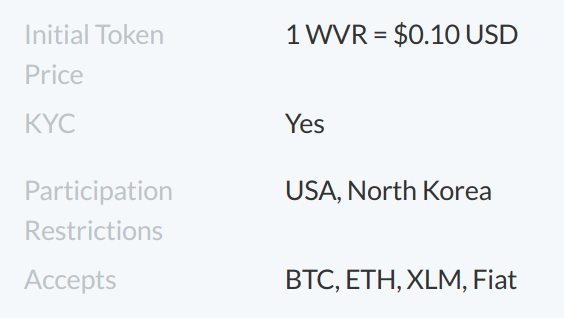 Initial Token 1 WVR = $0.10 USD
Price
KYC Yes
Participation USA, North Korea
Restrictions
Accepts BTC, ETH, XLM, Fiat